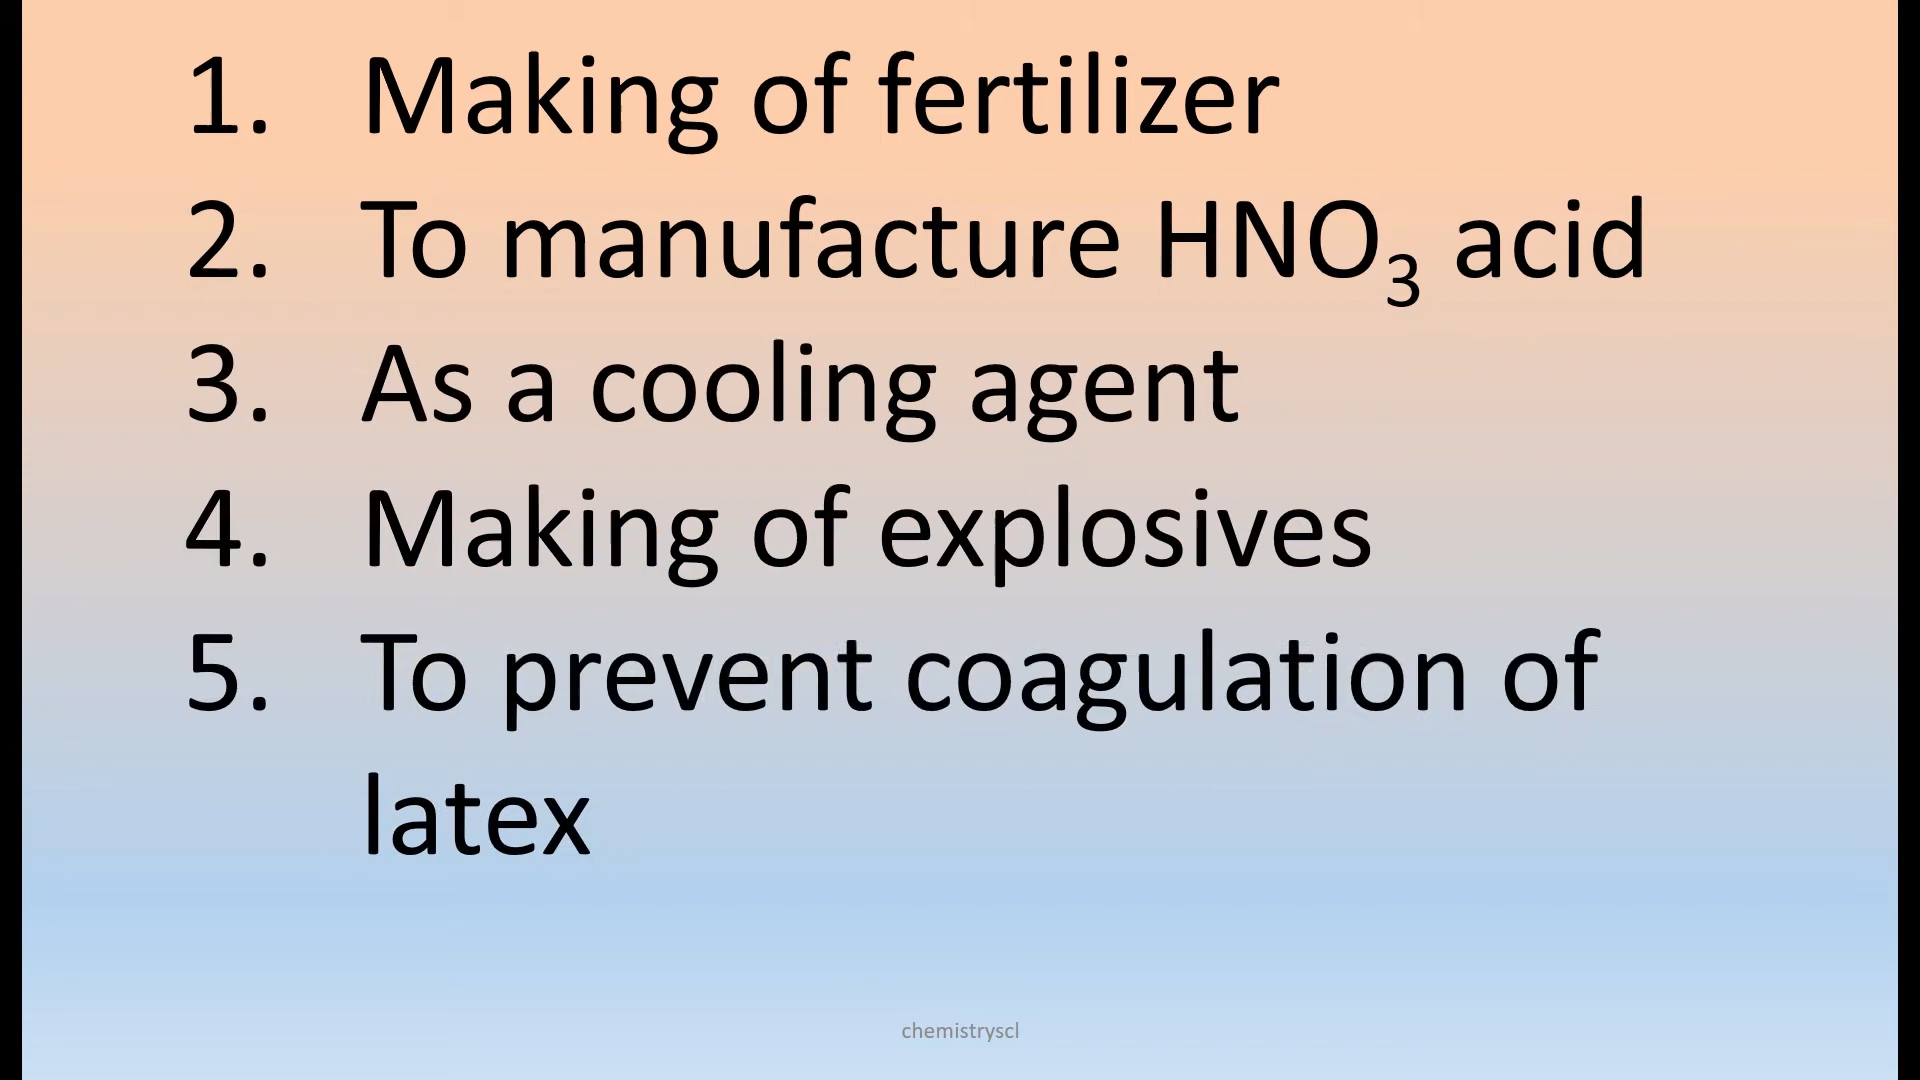 1. Making of fertilizer
2. To manufacture HNO₃ acid
3. As a cooling agent
4. Making of explosives
5. To prevent coagulation of
latex
chemistryscl